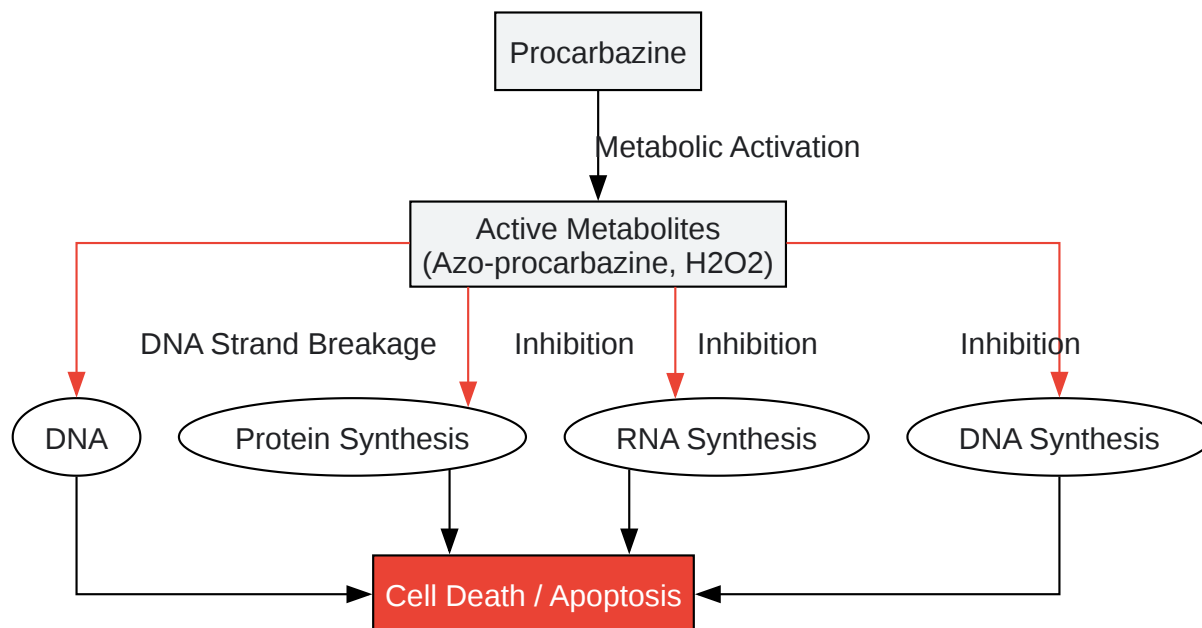 Procarbazine
Metabolic Activation
Active Metabolites
(Azo-procarbazine, H2O2)
DNA Strand Breakage
Inhibition
Inhibition
Inhibition
DNA
Protein Synthesis
RNA Synthesis
DNA Synthesis
Cell Death / Apoptosis